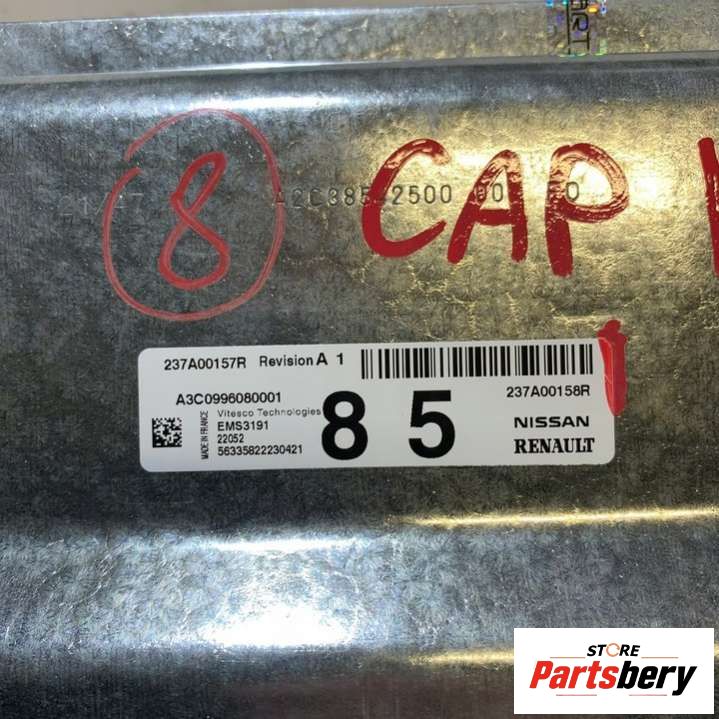 ART
8 CAP
237A00157R Revision A 1
A3C0996080001 237A00158R
MADE IN FRANCE
Vitesco Technologies
EMS3191
22052
56335822230421
8 5
NISSAN
RENAULT
STORE
Partsbery